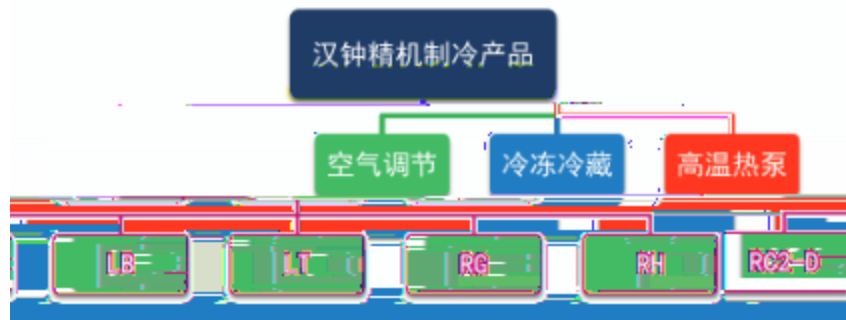 汉钟精机制冷产品
空气调节
冷冻冷藏
高温热泵
LB
LT
RG
RH
RC2-D